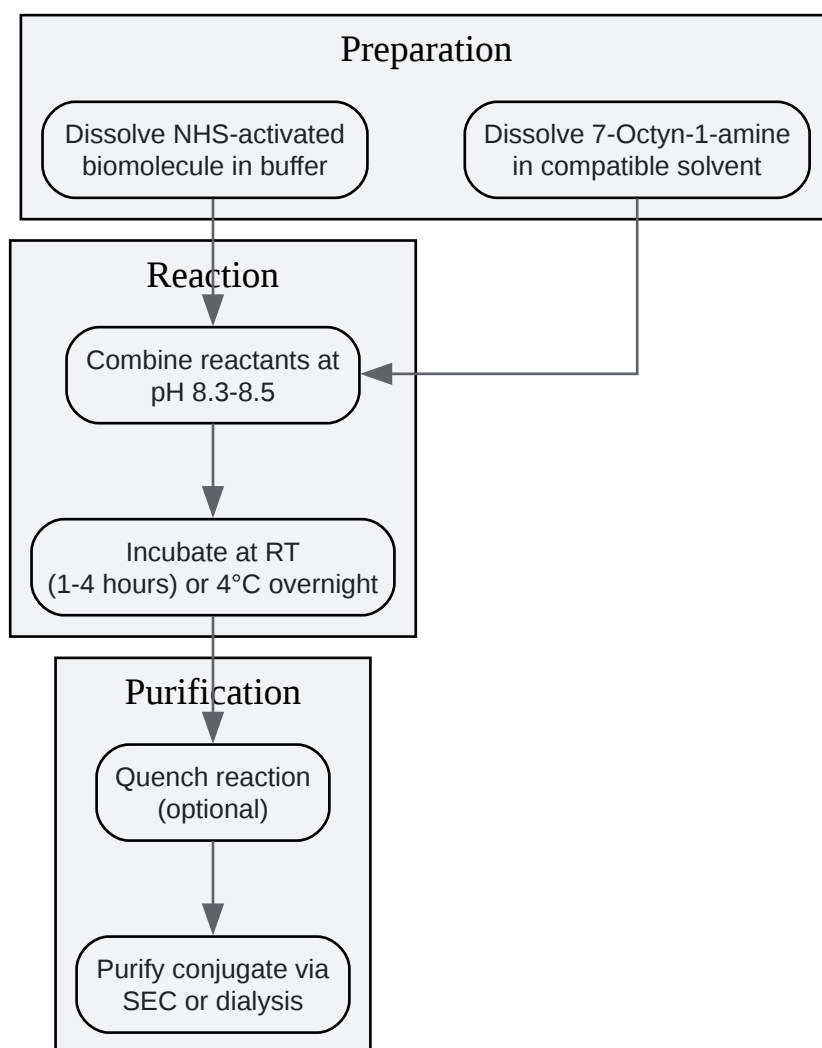 Preparation
Dissolve NHS-activated
biomolecule in buffer
Dissolve 7-Octyn-1-amine
in compatible solvent
Reaction
Combine reactants at
pH 8.3-8.5
Incubate at RT
(1-4 hours) or 4°C overnight
Purification
Quench reaction
(optional)
Purify conjugate via
SEC or dialysis